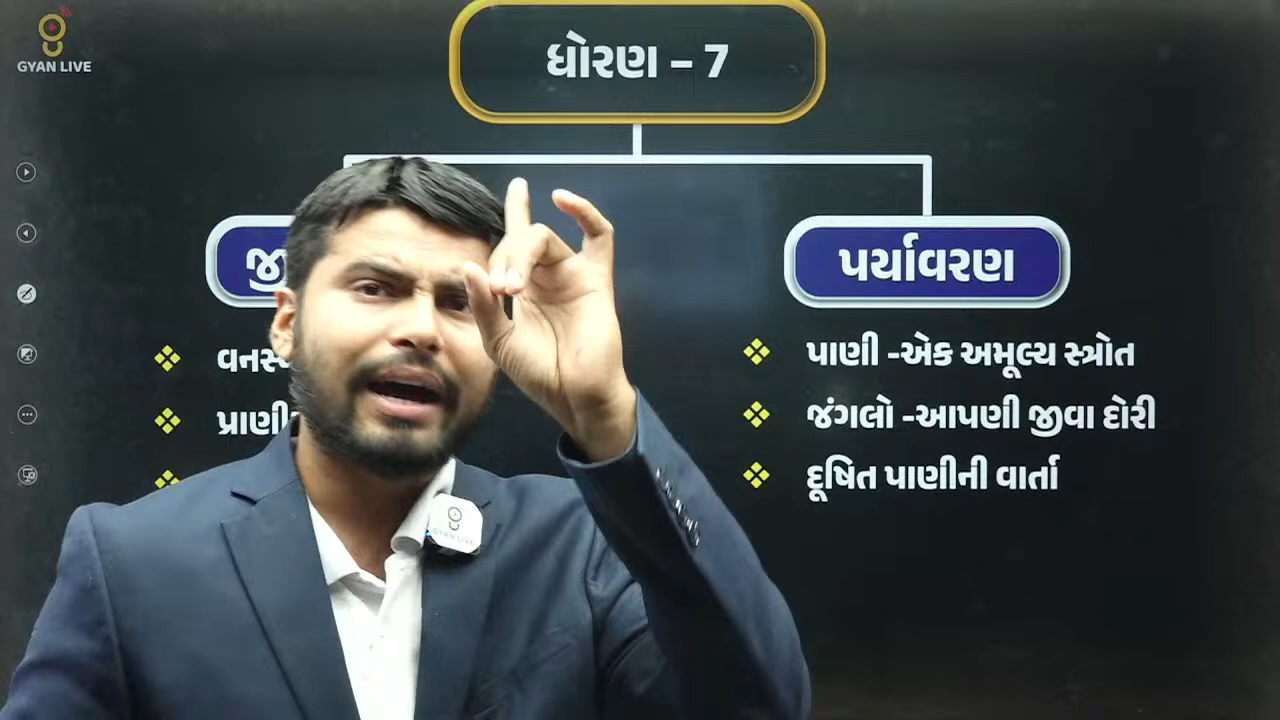 GYAN LIVE
ધોરણ – 7
પર્યાવરણ
પાણી -એક અમૂલ્ય સ્ત્રોત
જંગલો -આપણી જીવા દોરી
દૂષિત પાણીની વાર્તા
GYAN LIVE